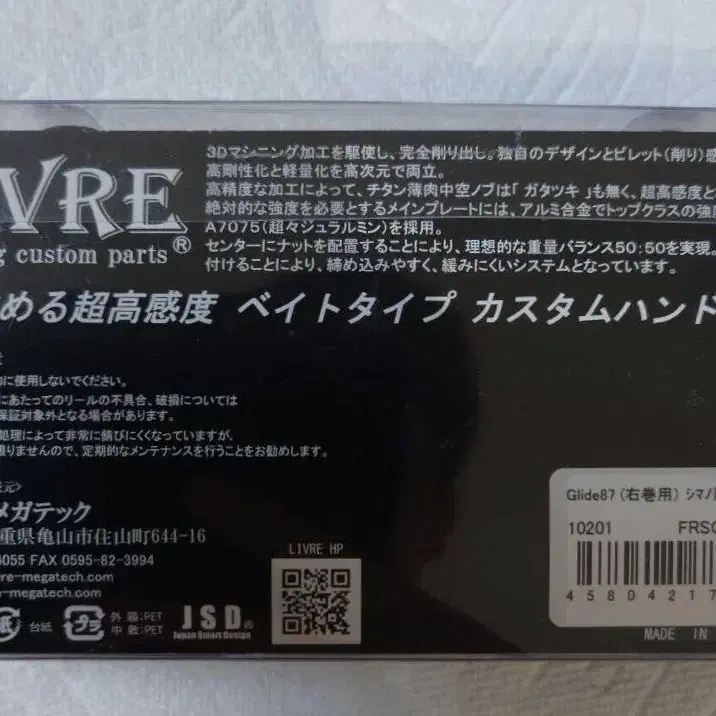 3Dマシニング加工を駆使し、完全削り出し。独自のデザインとビレット(削り)感
高剛性化と軽量化を高次元で両立。
高精度な加工によって、チタン薄肉中空ノブは「ガタツキ」も無く、超高感度と
絶対的な強度を必要とするメインプレートには、アルミ合金でトップクラスの強
A7075(超々ジュラルミン)を採用。
センターにナットを配置することにより、理想的な重量バランス50:50を実現。
付けることにより、締め込みやすく、緩みにくいシステムとなっています。
IVRE
g custom parts®
める超高感度 ベイトタイプ カスタムハンド
に使用しないでください。
にあたってのリールの不具合、破損については
保証対象外となる場合があります。
処理によって非常に錆びにくくなっていますが、
限りませんので、定期的なメンテナンスを行うことをお勧めします。
元>
メガテック
重県亀山市住山町644-16
4055 FAX 0595-82-3994
re-megatech.com
e-megatech.com
紙 台紙
プラ 外箱:PET
中敷:PET
JSD®
Japan Smart Design
LIVRE HP
Glide87 (右巻用) シマノ
10201 FRSG
4 580421 7
MADE IN